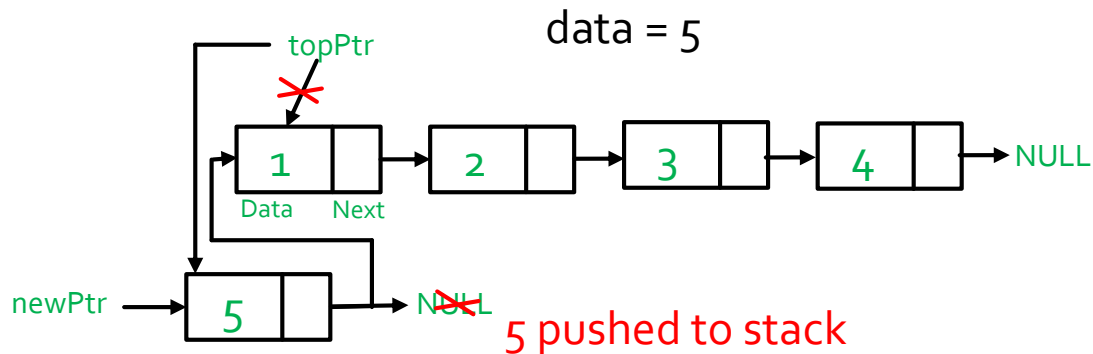 data = 5
topPtr
1 2 3 4 NULL
Data Next
newPtr 5 NULL
5 pushed to stack